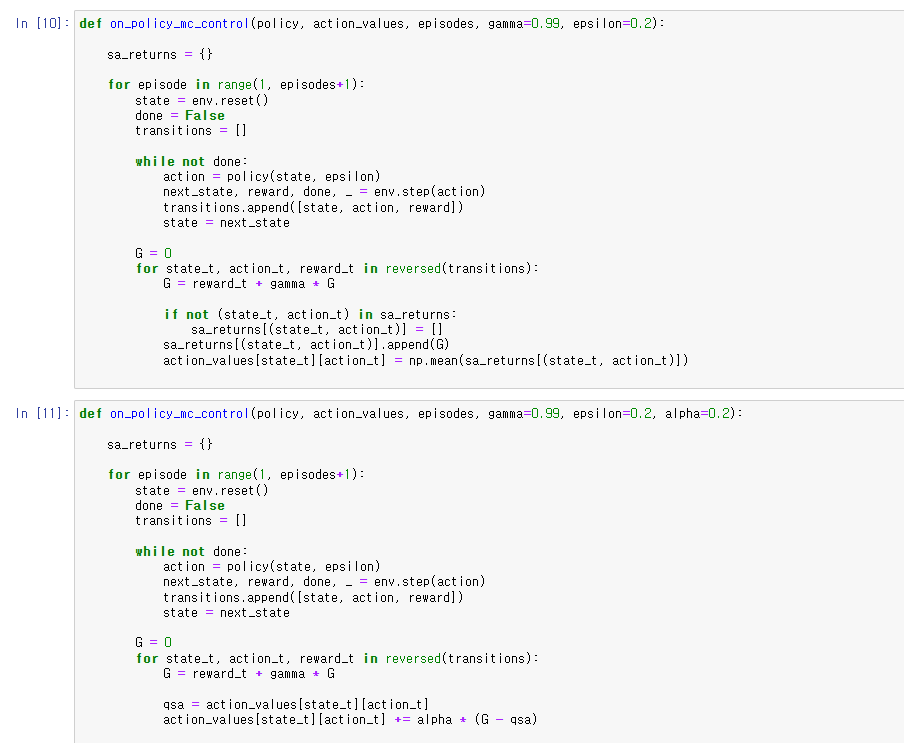 In [10]: def on_policy_mc_control(policy, action_values, episodes, gamma=0.99, epsilon=0.2):
sa_returns = {}
for episode in range(1, episodes+1):
state = env.reset()
done = False
transitions = []
while not done:
action = policy(state, epsilon)
next_state, reward, done, _ = env.step(action)
transitions.append([state, action, reward])
state = next_state
G = 0
for state_t, action_t, reward_t in reversed(transitions):
G = reward_t + gamma * G
if not (state_t, action_t) in sa_returns:
sa_returns[(state_t, action_t)] = []
sa_returns[(state_t, action_t)].append(G)
action_values[state_t][action_t] = np.mean(sa_returns[(state_t, action_t)])
In [11]: def on_policy_mc_control(policy, action_values, episodes, gamma=0.99, epsilon=0.2, alpha=0.2):
sa_returns = {}
for episode in range(1, episodes+1):
state = env.reset()
done = False
transitions = []
while not done:
action = policy(state, epsilon)
next_state, reward, done, _ = env.step(action)
transitions.append([state, action, reward])
state = next_state
G = 0
for state_t, action_t, reward_t in reversed(transitions):
G = reward_t + gamma * G
qsa = action_values[state_t][action_t]
action_values[state_t][action_t] += alpha * (G - qsa)